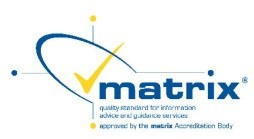 matrix®
quality standard for information
advice and guidance services
approved by the matrix Accreditation Body